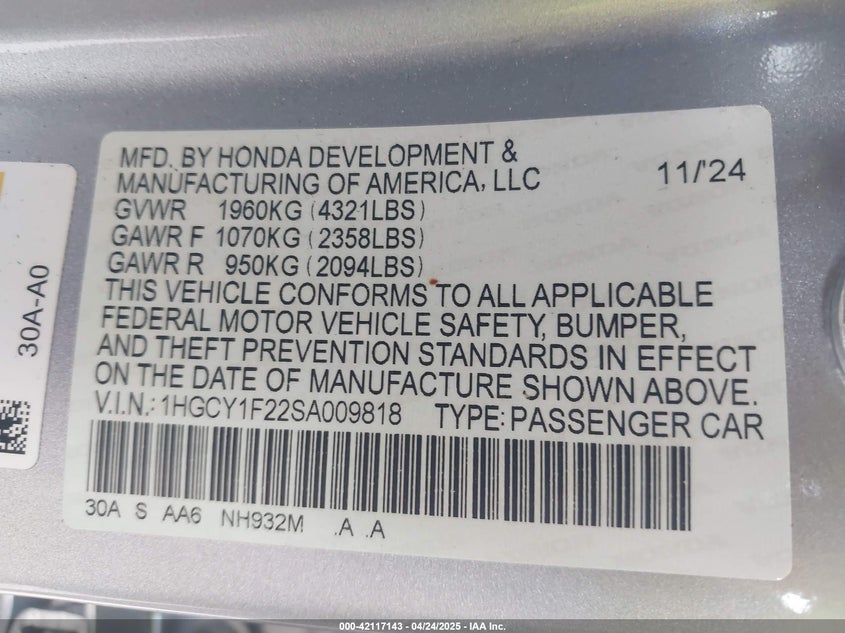 MFD. BY HONDA DEVELOPMENT &
MANUFACTURING OF AMERICA, LLC 11/'24
GVWR 1960KG (4321LBS)
GAWR F 1070KG (2358LBS)
GAWR R 950KG (2094LBS)
THIS VEHICLE CONFORMS TO ALL APPLICABLE
FEDERAL MOTOR VEHICLE SAFETY, BUMPER,
AND THEFT PREVENTION STANDARDS IN EFFECT
ON THE DATE OF MANUFACTURE SHOWN ABOVE.
V.I.N.: 1HGCY1F22SA009818 TYPE: PASSENGER CAR
30A S AA6 NH932M .A .A
30A-A0
000-42117143 - 04/24/2025 - IAA Inc.